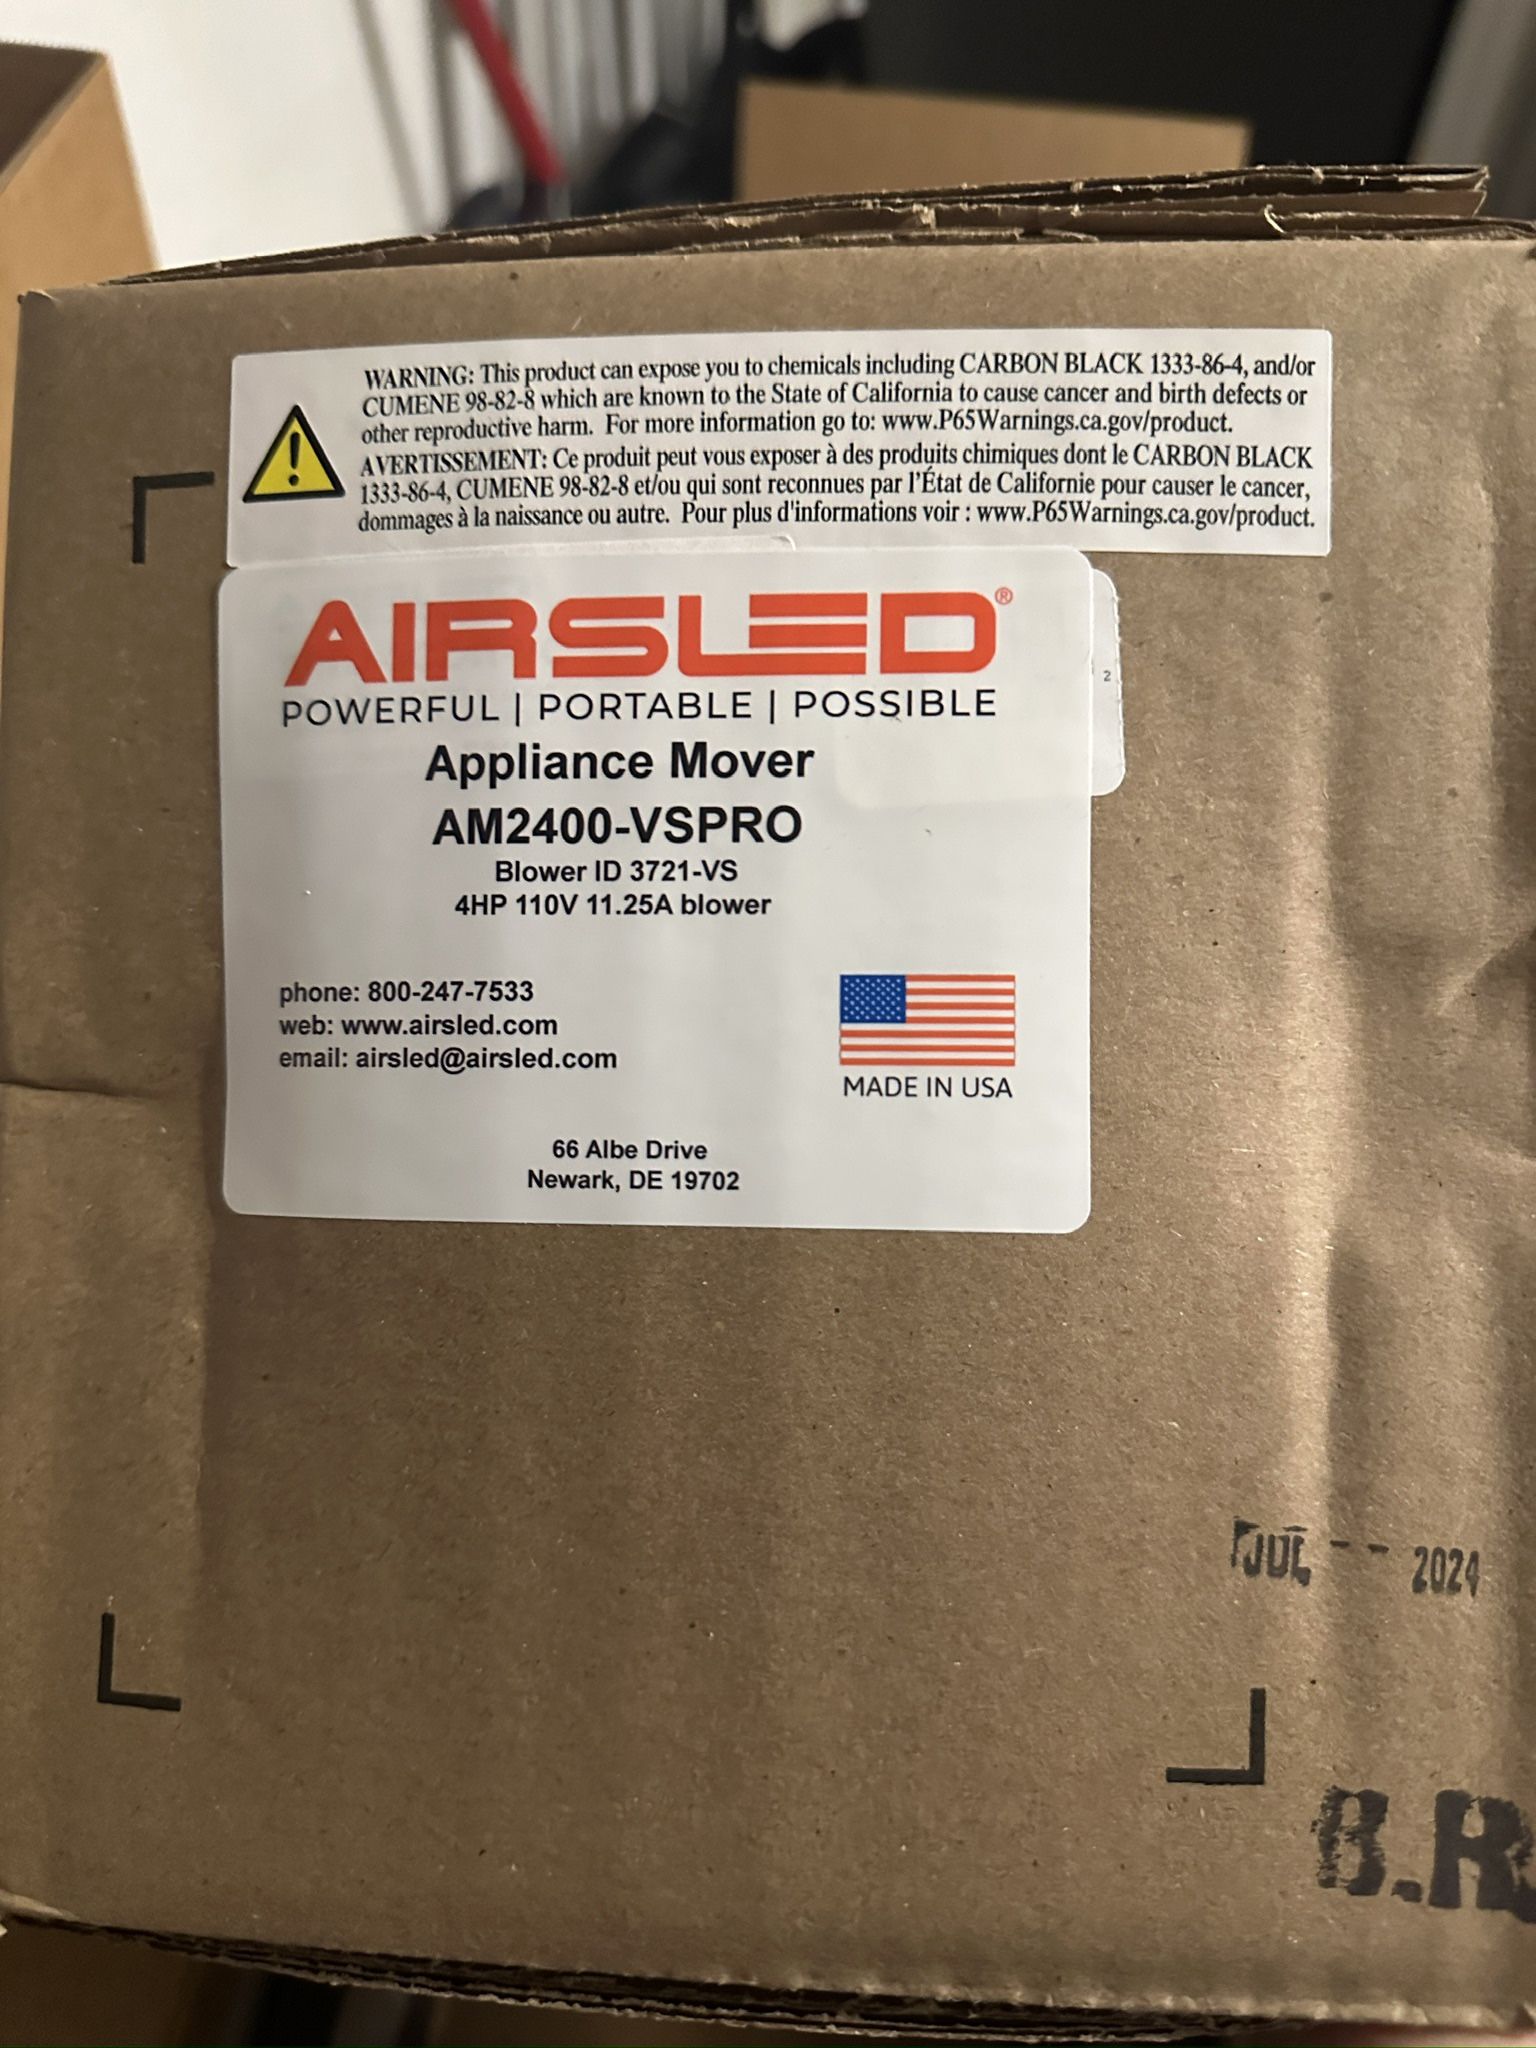 WARNING: This product can expose you to chemicals including CARBON BLACK 1333-86-4, and/or
CUMENE 98-82-8 which are known to the State of California to cause cancer and birth defects or
other reproductive harm. For more information go to: www.P65Warnings.ca.gov/product.
AVERTISSEMENT: Ce produit peut vous exposer à des produits chimiques dont le CARBON BLACK
1333-86-4, CUMENE 98-82-8 et/ou qui sont reconnues par l'État de Californie pour causer le cancer,
dommages à la naissance ou autre. Pour plus d'informations voir : www.P65Warnings.ca.gov/product.
AIRSLED®
POWERFUL | PORTABLE | POSSIBLE
2
Appliance Mover
AM2400-VSPRO
Blower ID 3721-VS
4HP 110V 11.25A blower
phone: 800-247-7533
web: www.airsled.com
email: airsled@airsled.com
MADE IN USA
66 Albe Drive
Newark, DE 19702
JUL -- 2024
B.R